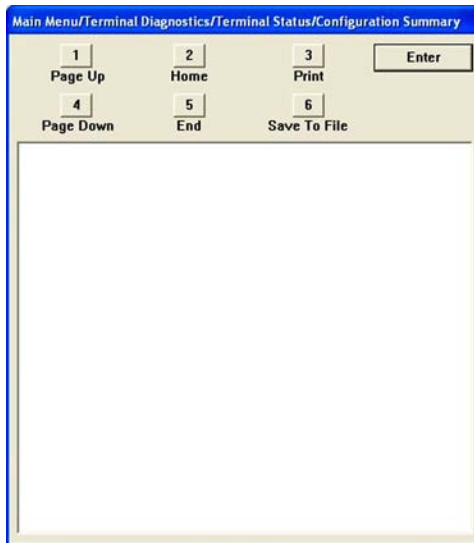 Main Menu/Terminal Diagnostics/Terminal Status/Configuration Summary
1 2 3 Enter
Page Up Home Print
4 5 6
Page Down End Save To File